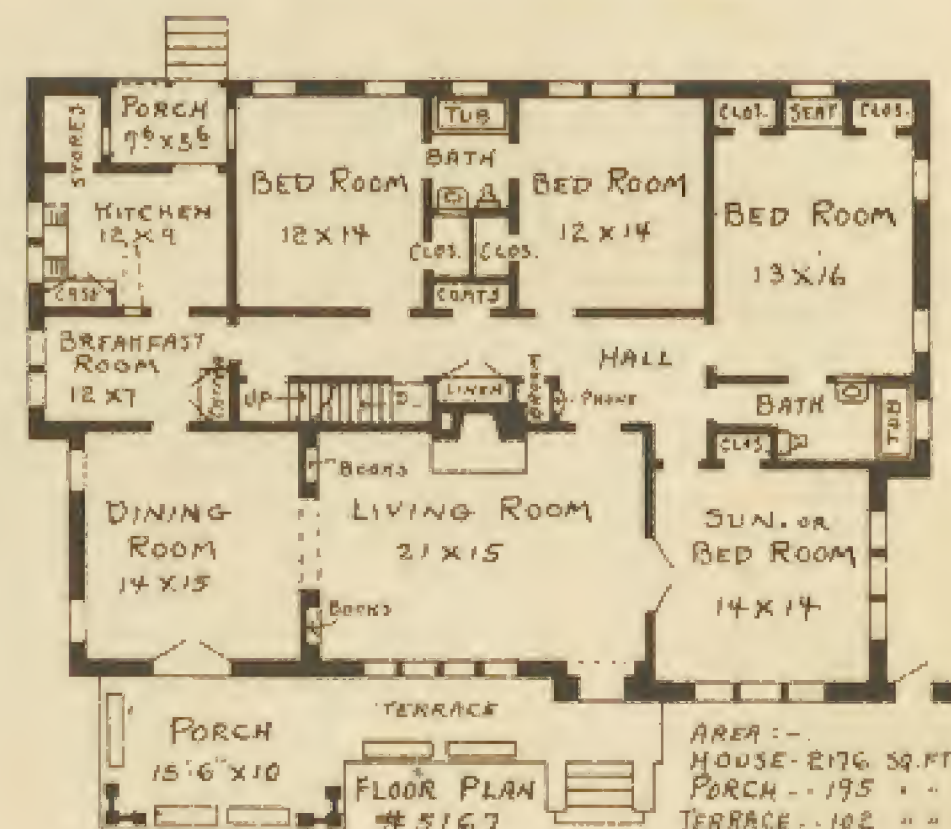 PORCH
7⁶ X 5⁶
STORES
KITCHEN
12 X 9
CASE
BED ROOM
12 X 14
TUB
BATH
CLOS.
CLOS.
COATS
BED ROOM
12 X 14
CLOS.
SEAT
CLOS.
BED ROOM
13 X 16
BREAKFAST
ROOM
12 X 7
UP
D.
LINEN
BROOM
PHONE
HALL
BATH
TUB
CLOS
DINING
ROOM
14 X 15
BOOKS
LIVING ROOM
21 X 15
BOOKS
SUN. OR
BED ROOM
14 X 14
PORCH
15'6" X 10
TERRACE
FLOOR PLAN
# 5167
AREA :-
HOUSE - 2176 SQ. FT
PORCH - - 195 " "
TERRACE . . 102 " "